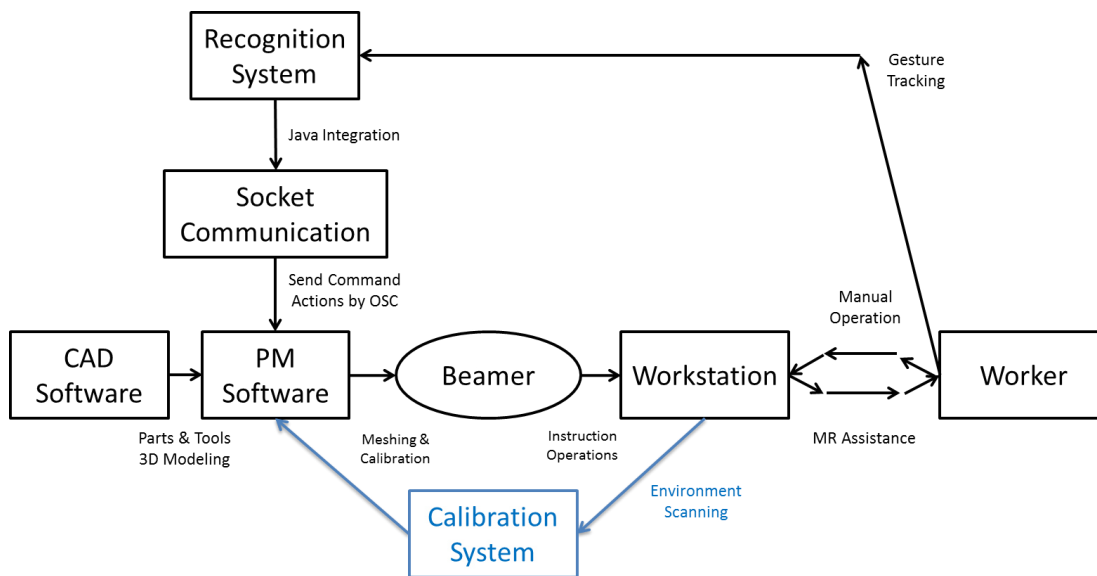 Recognition
System
Gesture
Tracking
Java Integration
Socket
Communication
Send Command
Actions by OSC
Manual
Operation
CAD
Software
PM
Software
Beamer
Workstation
Worker
Parts & Tools
3D Modeling
Meshing &
Calibration
Instruction
Operations
MR Assistance
Environment
Scanning
Calibration
System